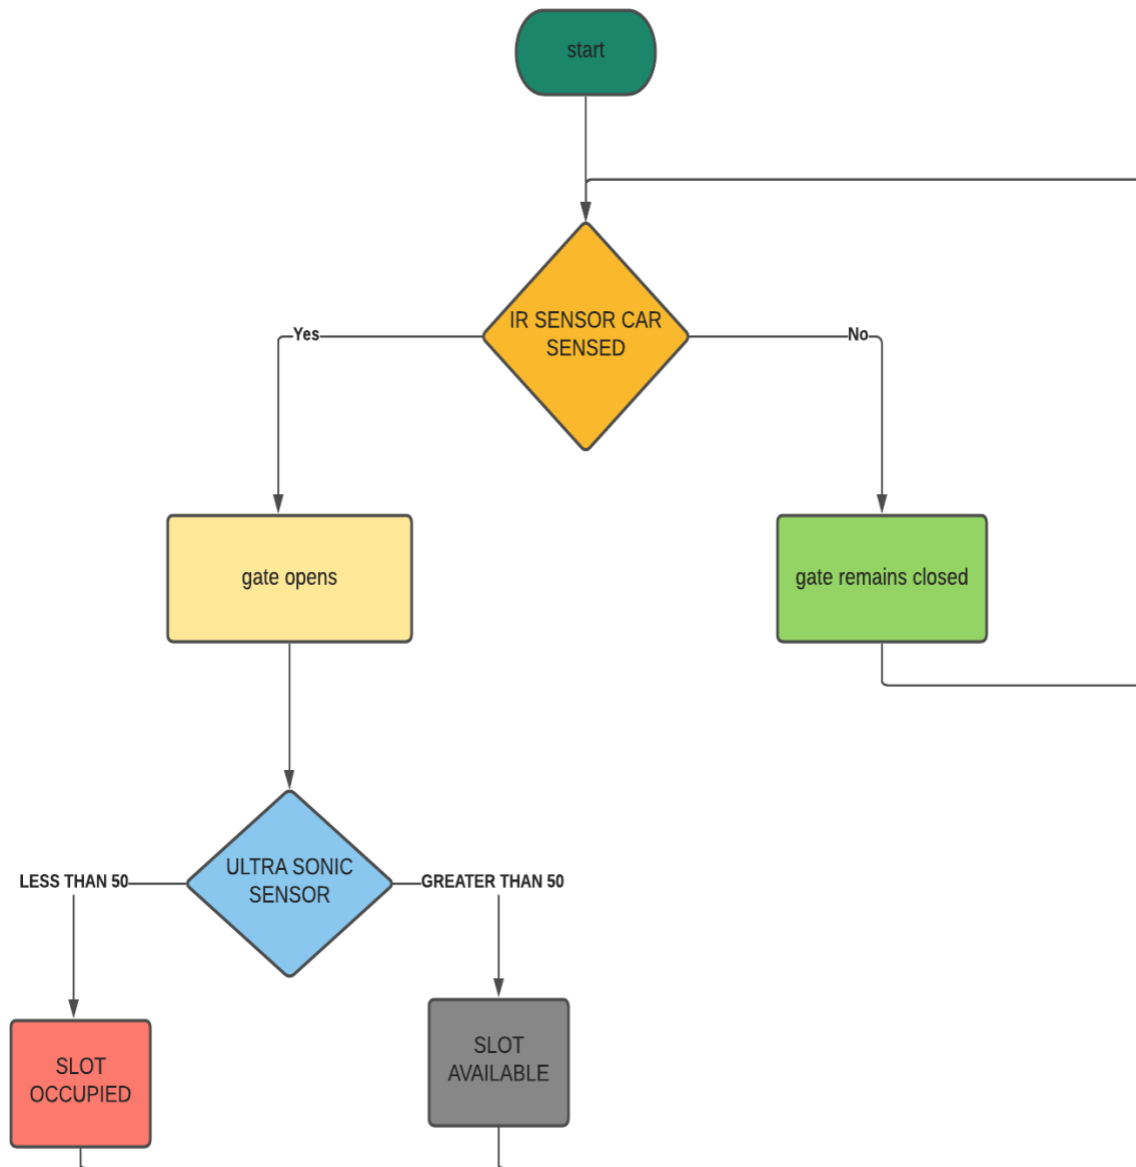 start
IR SENSOR CAR
SENSED
Yes
No
gate opens
gate remains closed
ULTRA SONIC
SENSOR
LESS THAN 50
GREATER THAN 50
SLOT
OCCUPIED
SLOT
AVAILABLE